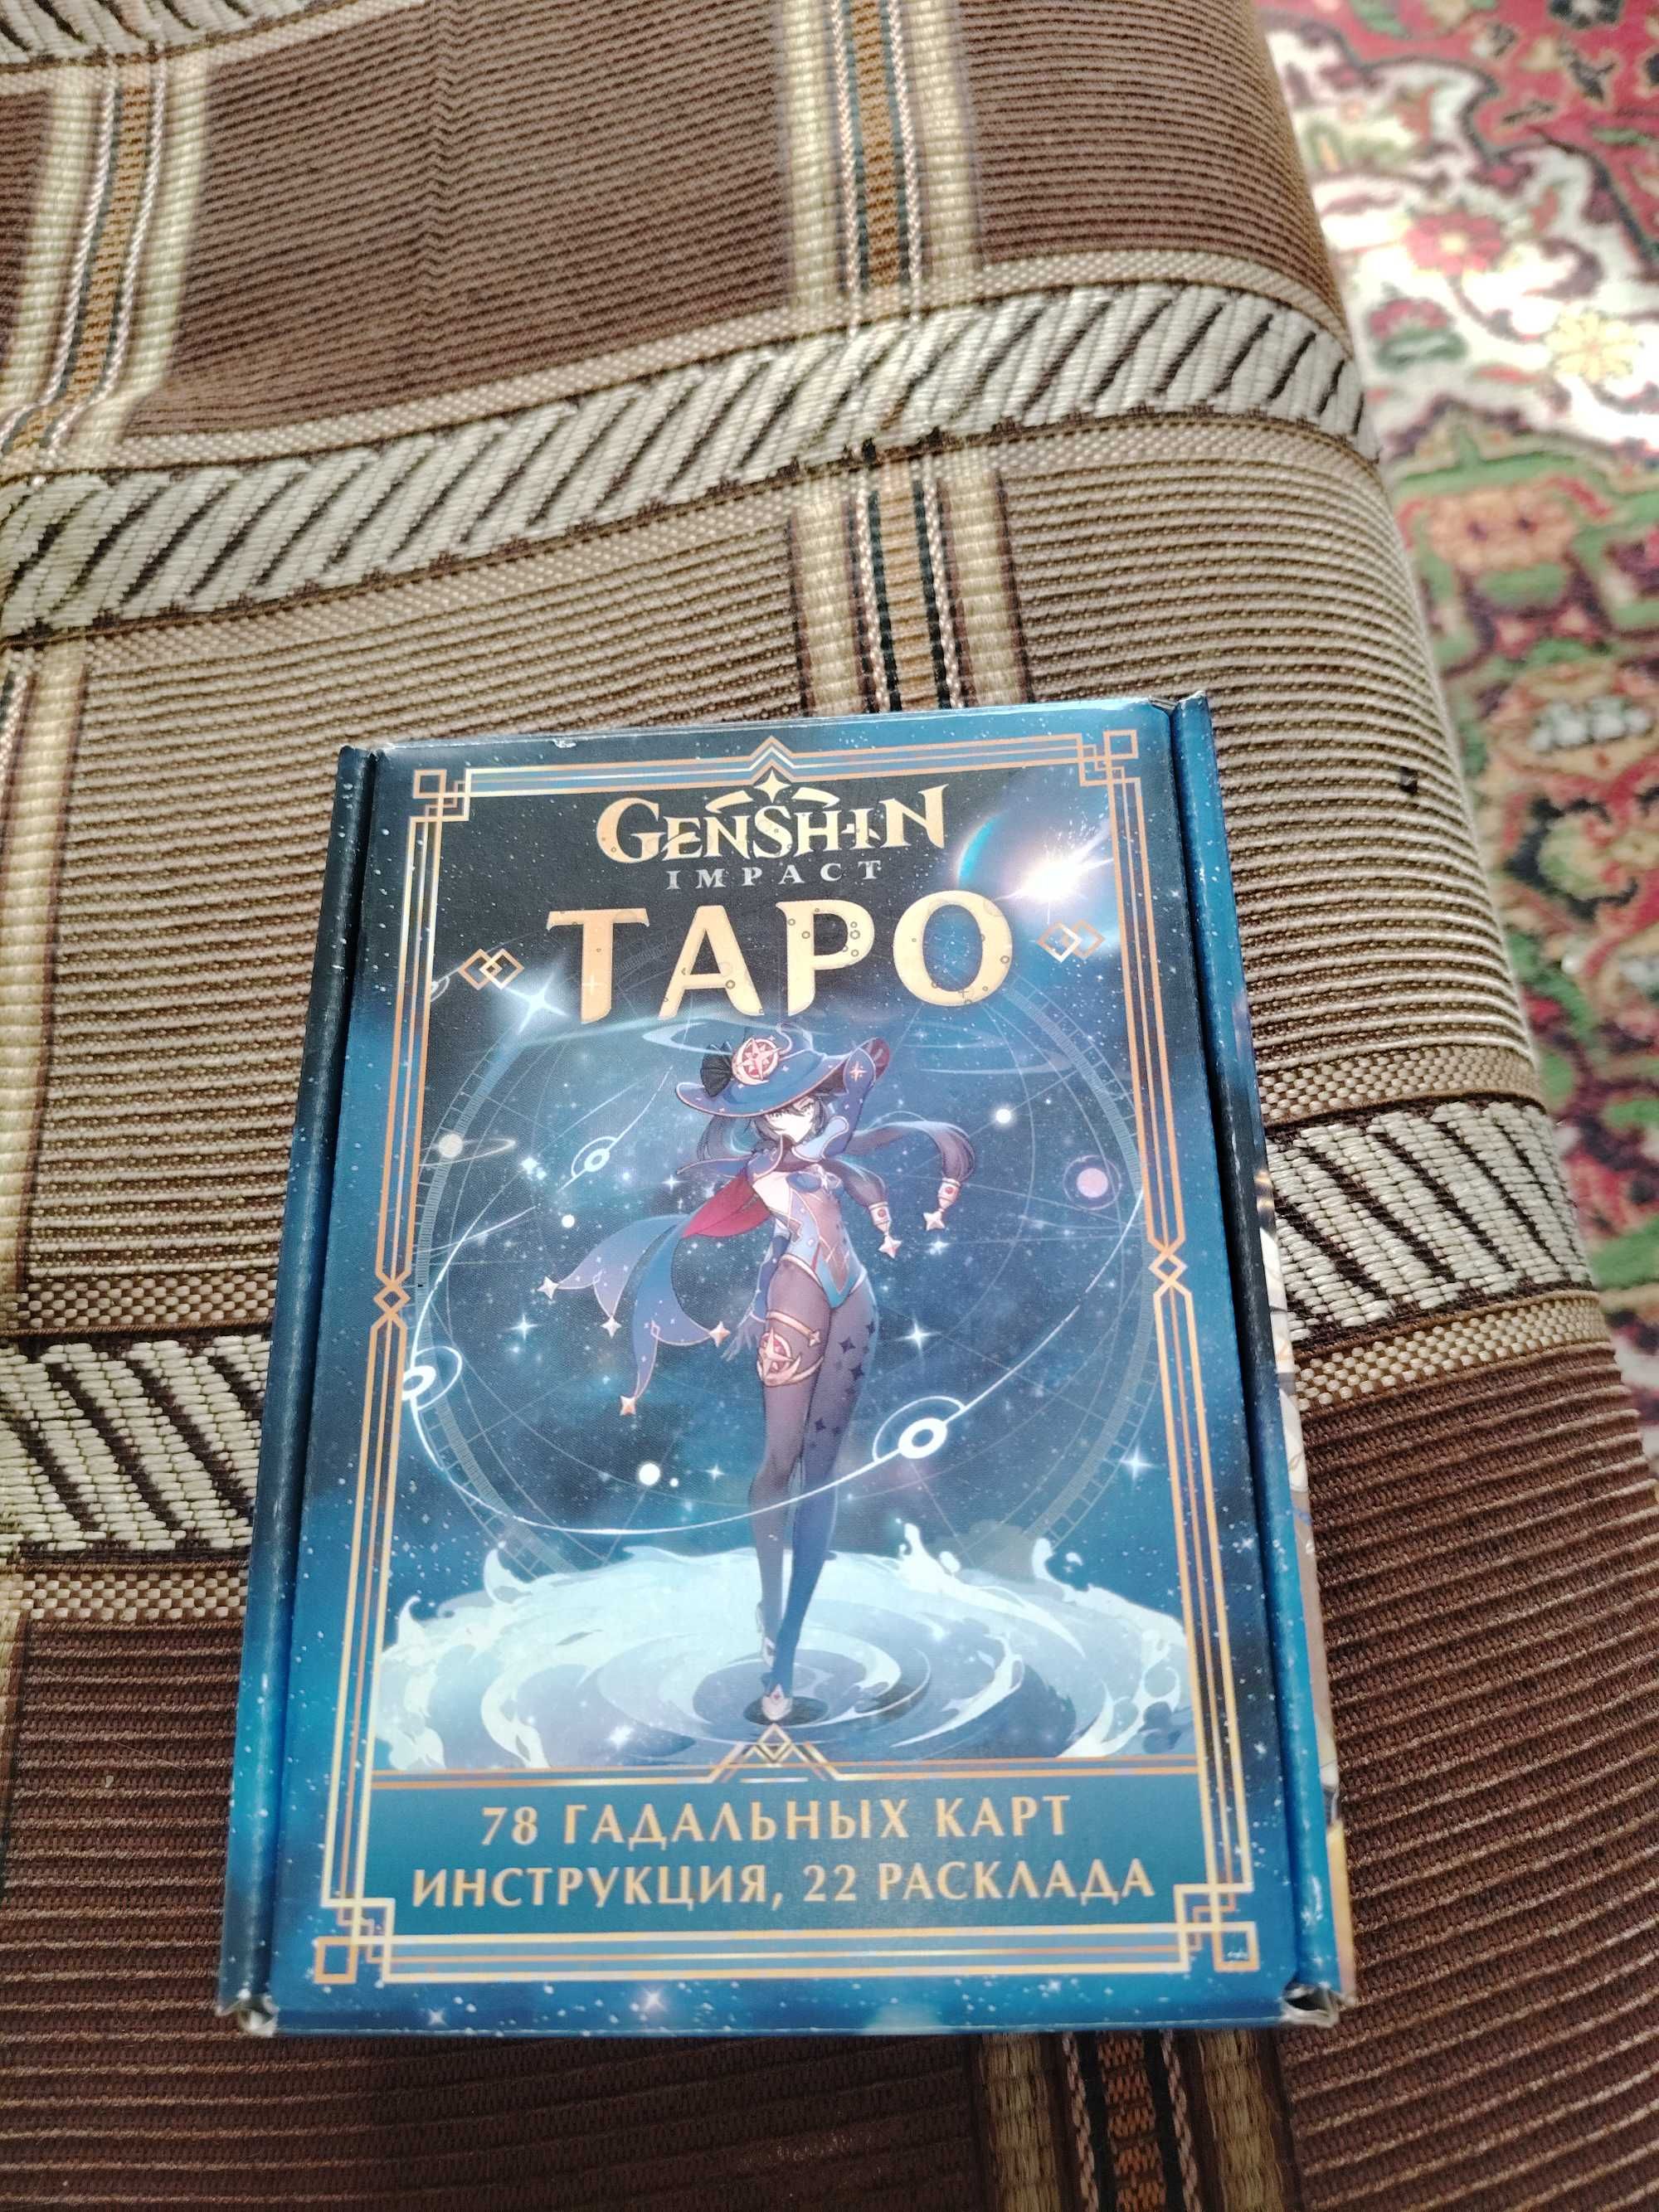 GENSHIN
IMPACT
ТАРО
78 ГАДАЛЬНЫХ КАРТ
ИНСТРУКЦИЯ, 22 РАСКЛАДА